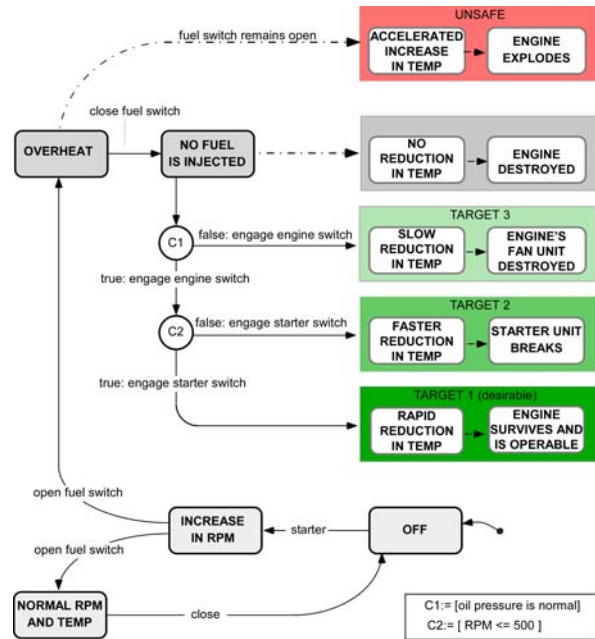 UNSAFE
fuel switch remains open
ACCELERATED
INCREASE
IN TEMP
ENGINE
EXPLODES
close fuel switch
OVERHEAT
NO FUEL
IS INJECTED
NO
REDUCTION
IN TEMP
ENGINE
DESTROYED
TARGET 3
C1
false: engage engine switch
SLOW
REDUCTION
IN TEMP
ENGINE'S
FAN UNIT
DESTROYED
true: engage engine switch
TARGET 2
C2
false: engage starter switch
FASTER
REDUCTION
IN TEMP
STARTER UNIT
BREAKS
true: engage starter switch
TARGET 1 (desirable)
RAPID
REDUCTION
IN TEMP
ENGINE
SURVIVES AND
IS OPERABLE
open fuel switch
INCREASE
IN RPM
starter
OFF
open fuel switch
NORMAL RPM
AND TEMP
close
C1:= [oil pressure is normal]
C2:= [ RPM <= 500 ]